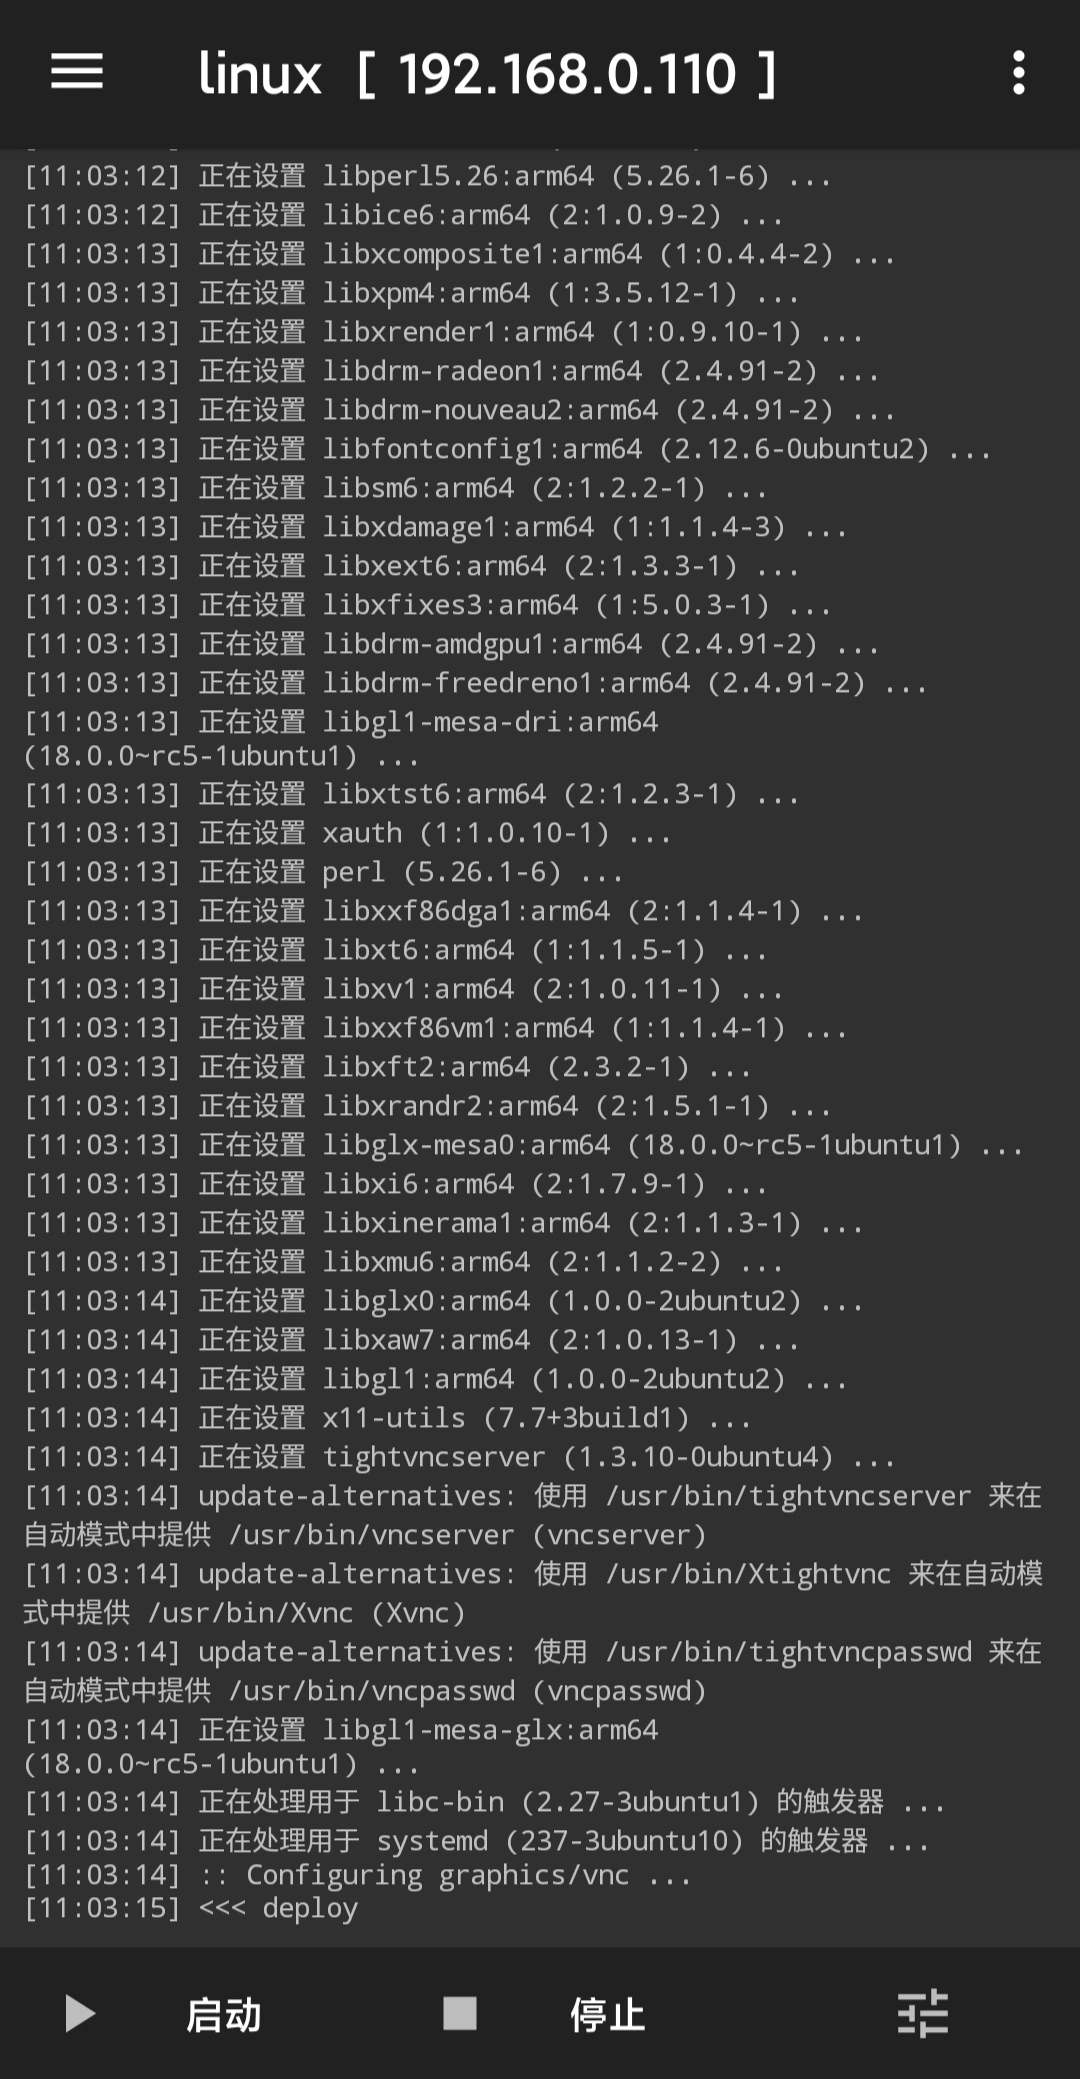 linux [ 192.168.0.110 ]
[11:03:12] 正在设置 libperl5.26:arm64 (5.26.1-6) ...
[11:03:12] 正在设置 libice6:arm64 (2:1.0.9-2) ...
[11:03:13] 正在设置 libxcomposite1:arm64 (1:0.4.4-2) ...
[11:03:13] 正在设置 libxpm4:arm64 (1:3.5.12-1) ...
[11:03:13] 正在设置 libxrender1:arm64 (1:0.9.10-1) ...
[11:03:13] 正在设置 libdrm-radeon1:arm64 (2.4.91-2) ...
[11:03:13] 正在设置 libdrm-nouveau2:arm64 (2.4.91-2) ...
[11:03:13] 正在设置 libfontconfig1:arm64 (2.12.6-0ubuntu2) ...
[11:03:13] 正在设置 libsm6:arm64 (2:1.2.2-1) ...
[11:03:13] 正在设置 libxdamage1:arm64 (1:1.1.4-3) ...
[11:03:13] 正在设置 libxext6:arm64 (2:1.3.3-1) ...
[11:03:13] 正在设置 libxfixes3:arm64 (1:5.0.3-1) ...
[11:03:13] 正在设置 libdrm-amdgpu1:arm64 (2.4.91-2) ...
[11:03:13] 正在设置 libdrm-freedreno1:arm64 (2.4.91-2) ...
[11:03:13] 正在设置 libgl1-mesa-dri:arm64
(18.0.0~rc5-1ubuntu1) ...
[11:03:13] 正在设置 libxtst6:arm64 (2:1.2.3-1) ...
[11:03:13] 正在设置 xauth (1:1.0.10-1) ...
[11:03:13] 正在设置 perl (5.26.1-6) ...
[11:03:13] 正在设置 libxxf86dga1:arm64 (2:1.1.4-1) ...
[11:03:13] 正在设置 libxt6:arm64 (1:1.1.5-1) ...
[11:03:13] 正在设置 libxv1:arm64 (2:1.0.11-1) ...
[11:03:13] 正在设置 libxxf86vm1:arm64 (1:1.1.4-1) ...
[11:03:13] 正在设置 libxft2:arm64 (2.3.2-1) ...
[11:03:13] 正在设置 libxrandr2:arm64 (2:1.5.1-1) ...
[11:03:13] 正在设置 libglx-mesa0:arm64 (18.0.0~rc5-1ubuntu1) ...
[11:03:13] 正在设置 libxi6:arm64 (2:1.7.9-1) ...
[11:03:13] 正在设置 libxinerama1:arm64 (2:1.1.3-1) ...
[11:03:13] 正在设置 libxmu6:arm64 (2:1.1.2-2) ...
[11:03:14] 正在设置 libglx0:arm64 (1.0.0-2ubuntu2) ...
[11:03:14] 正在设置 libxaw7:arm64 (2:1.0.13-1) ...
[11:03:14] 正在设置 libgl1:arm64 (1.0.0-2ubuntu2) ...
[11:03:14] 正在设置 x11-utils (7.7+3build1) ...
[11:03:14] 正在设置 tightvncserver (1.3.10-0ubuntu4) ...
[11:03:14] update-alternatives: 使用 /usr/bin/tightvncserver 来在
自动模式中提供 /usr/bin/vncserver (vncserver)
[11:03:14] update-alternatives: 使用 /usr/bin/Xtightvnc 来在自动模
式中提供 /usr/bin/Xvnc (Xvnc)
[11:03:14] update-alternatives: 使用 /usr/bin/tightvncpasswd 来在
自动模式中提供 /usr/bin/vncpasswd (vncpasswd)
[11:03:14] 正在设置 libgl1-mesa-glx:arm64
(18.0.0~rc5-1ubuntu1) ...
[11:03:14] 正在处理用于 libc-bin (2.27-3ubuntu1) 的触发器 ...
[11:03:14] 正在处理用于 systemd (237-3ubuntu10) 的触发器 ...
[11:03:14] :: Configuring graphics/vnc ...
[11:03:15] <<< deploy
启动 停止